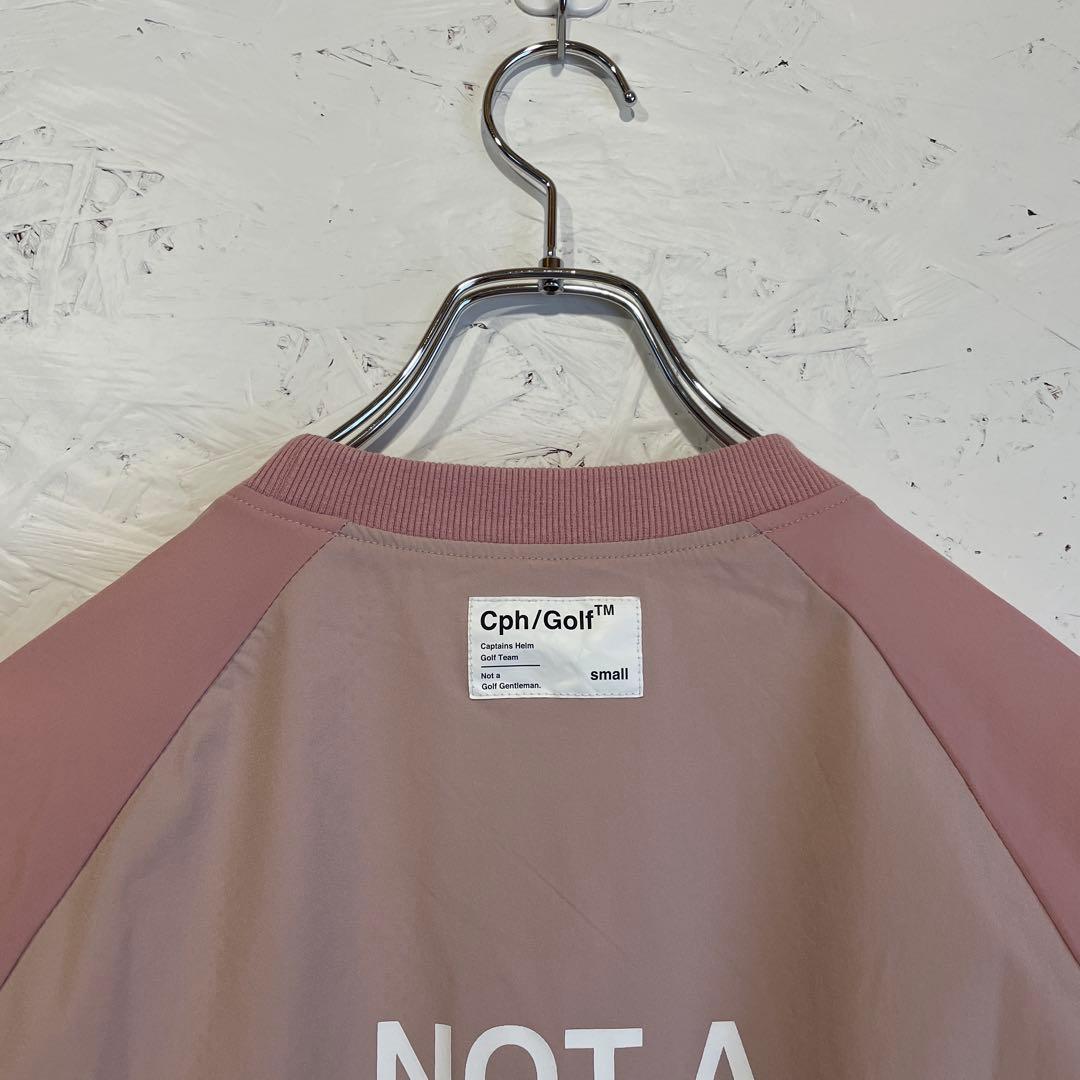 Cph/Golf™
Captains Helm
Golf Team
Not a
Golf Gentleman.
small
NOT A